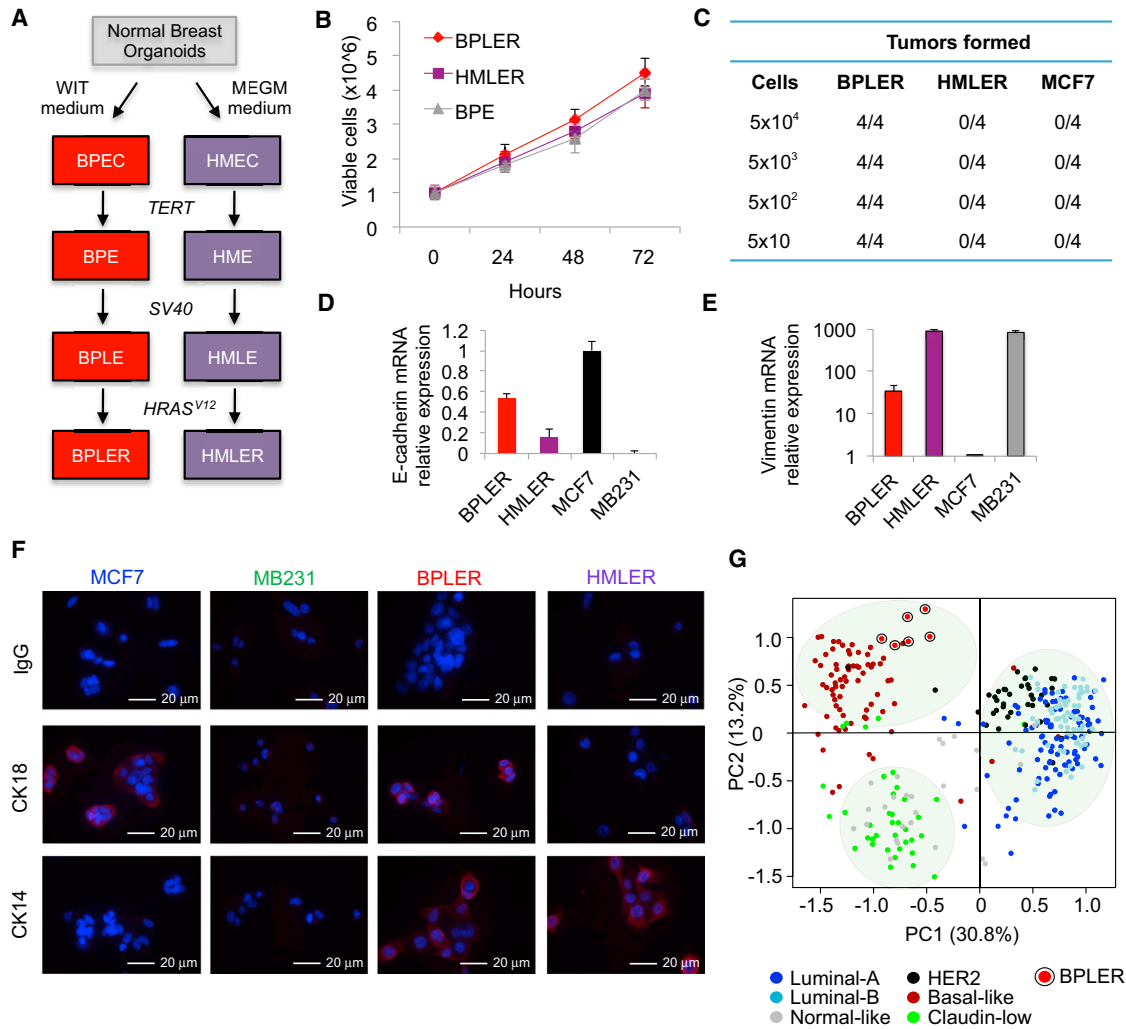 A
Normal Breast
Organoids
WIT
medium
MEGM
medium
BPEC
HMEC
TERT
BPE
HME
SV40
BPLE
HMLE
HRAS^V12
BPLER
HMLER
B
Viable cells (x10^6)
6
5
4
3
2
1
0
BPLER
HMLER
BPE
0 24 48 72
Hours
C
Tumors formed
Cells BPLER HMLER MCF7
5x10⁴ 4/4 0/4 0/4
5x10³ 4/4 0/4 0/4
5x10² 4/4 0/4 0/4
5x10 4/4 0/4 0/4
D
E-cadherin mRNA
relative expression
1.2
1
0.8
0.6
0.4
0.2
0
BPLER HMLER MCF7 MB231
E
Vimentin mRNA
relative expression
1000
100
10
1
BPLER HMLER MCF7 MB231
F
MCF7 MB231 BPLER HMLER
IgG
20 µm 20 µm 20 µm 20 µm
CK18
20 µm 20 µm 20 µm 20 µm
CK14
20 µm 20 µm 20 µm 20 µm
G
PC2 (13.2%)
1.0
0.5
0
-0.5
-1.0
-1.5
-1.5 -1.0 -0.5 0 0.5 1.0
PC1 (30.8%)
Luminal-A HER2 BPLER
Luminal-B Basal-like
Normal-like Claudin-low